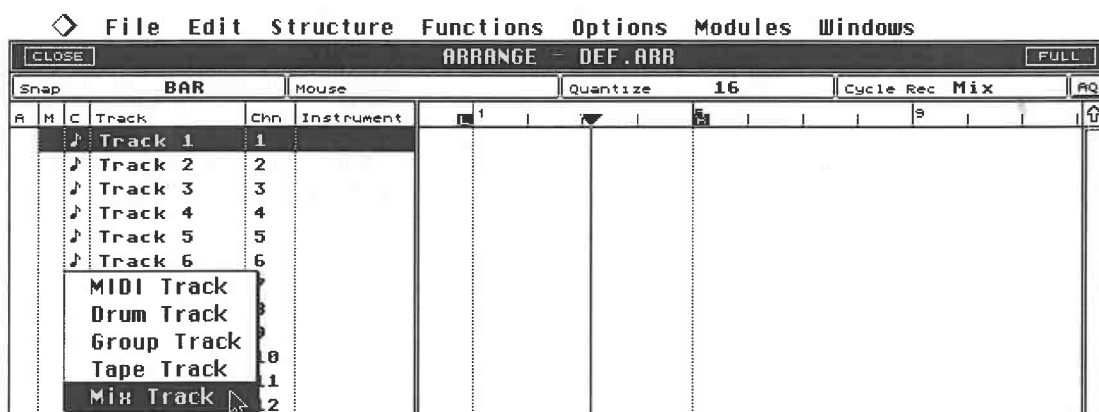 File Edit Structure Functions Options Modules Windows
CLOSE ARRANGE - DEF.ARR FULL
Snap BAR Mouse Quantize 16 Cycle Rec Mix AQ
A M C Track Chn Instrument L 1 5 9
Track 1 1
Track 2 2
Track 3 3
Track 4 4
Track 5 5
Track 6 6
MIDI Track
Drum Track
Group Track
10
Tape Track
11
Mix Track
12